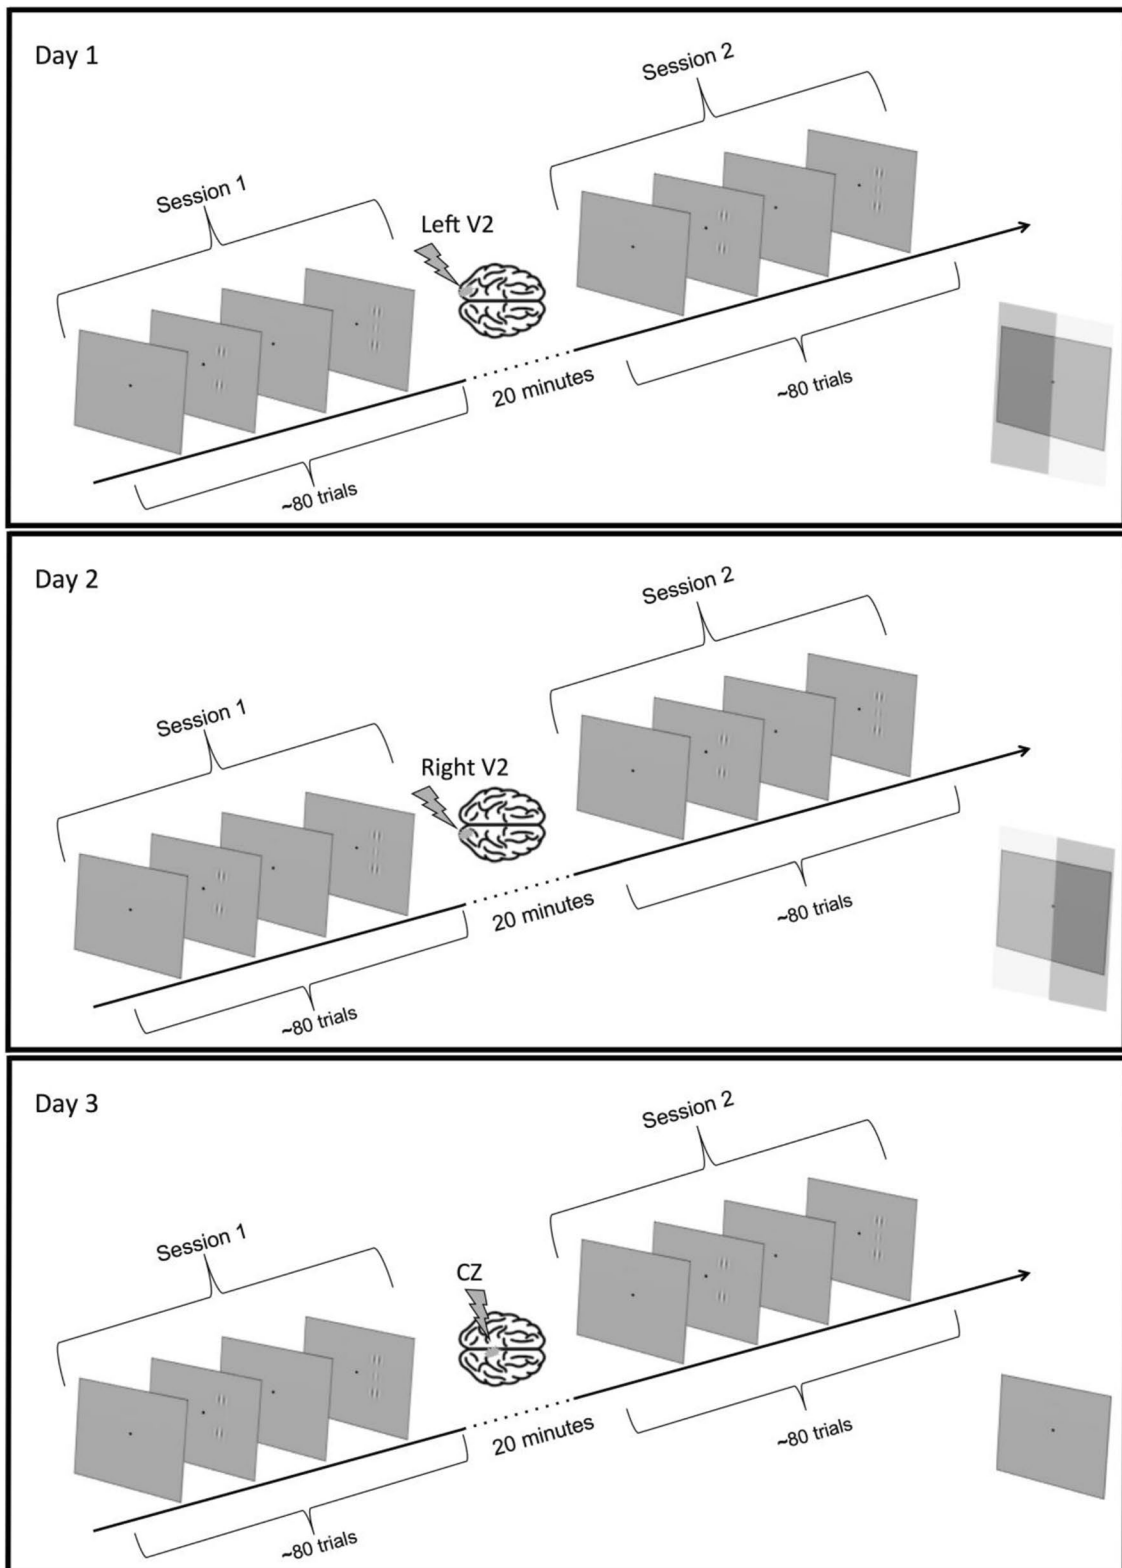 Day 1
Session 1
Left V2
Session 2
20 minutes
~80 trials
~80 trials
Day 2
Session 1
Right V2
Session 2
20 minutes
~80 trials
~80 trials
Day 3
Session 1
CZ
Session 2
20 minutes
~80 trials
~80 trials